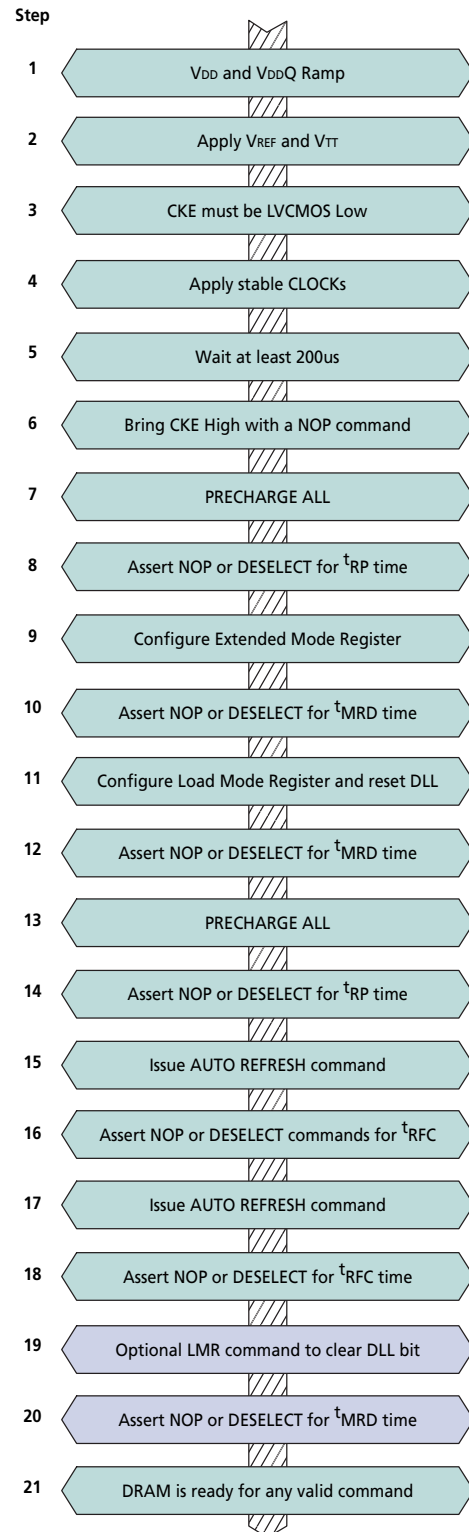 Step
1 VDD and VDDQ Ramp
2 Apply VREF and VTT
3 CKE must be LVCMOS Low
4 Apply stable CLOCKs
5 Wait at least 200us
6 Bring CKE High with a NOP command
7 PRECHARGE ALL
8 Assert NOP or DESELECT for tRP time
9 Configure Extended Mode Register
10 Assert NOP or DESELECT for tMRD time
11 Configure Load Mode Register and reset DLL
12 Assert NOP or DESELECT for tMRD time
13 PRECHARGE ALL
14 Assert NOP or DESELECT for tRP time
15 Issue AUTO REFRESH command
16 Assert NOP or DESELECT commands for tRFC
17 Issue AUTO REFRESH command
18 Assert NOP or DESELECT for tRFC time
19 Optional LMR command to clear DLL bit
20 Assert NOP or DESELECT for tMRD time
21 DRAM is ready for any valid command